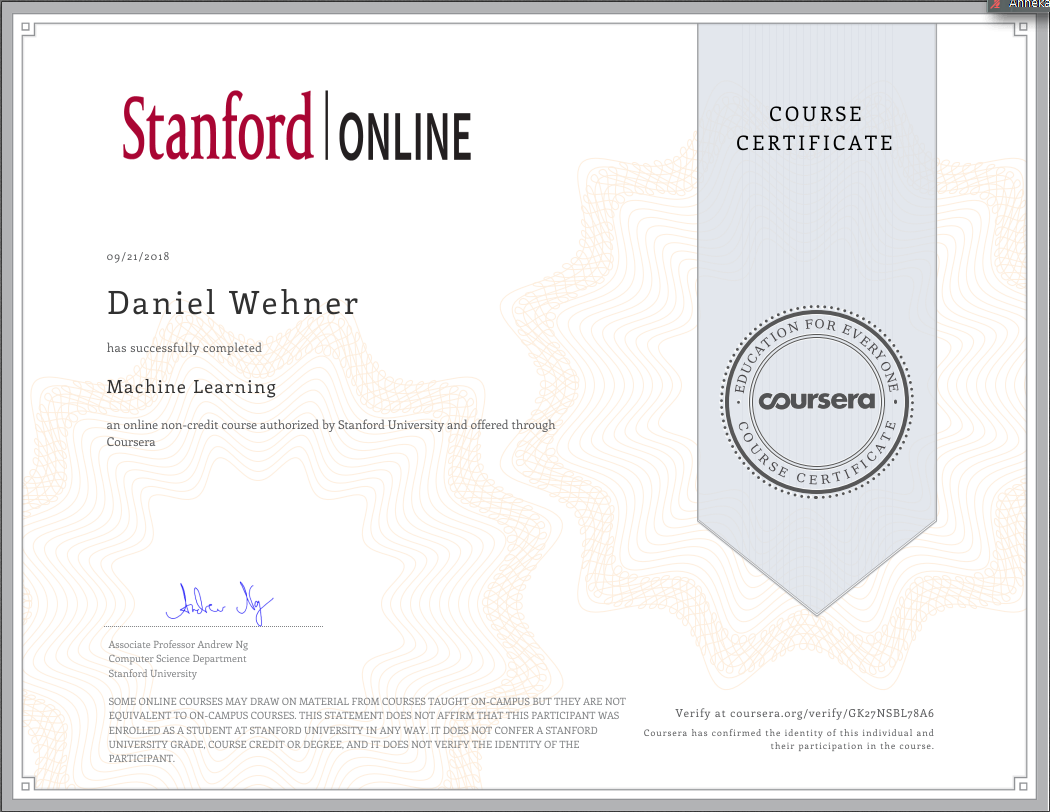 Anneka
Stanford | ONLINE
COURSE
CERTIFICATE
09/21/2018
Daniel Wehner
has successfully completed
Machine Learning
an online non-credit course authorized by Stanford University and offered through
Coursera
EDUCATION FOR EVERYONE
coursera
COURSE CERTIFICATE
Andrew Ng
Associate Professor Andrew Ng
Computer Science Department
Stanford University
SOME ONLINE COURSES MAY DRAW ON MATERIAL FROM COURSES TAUGHT ON-CAMPUS BUT THEY ARE NOT
EQUIVALENT TO ON-CAMPUS COURSES. THIS STATEMENT DOES NOT AFFIRM THAT THIS PARTICIPANT WAS
ENROLLED AS A STUDENT AT STANFORD UNIVERSITY IN ANY WAY. IT DOES NOT CONFER A STANFORD
UNIVERSITY GRADE, COURSE CREDIT OR DEGREE, AND IT DOES NOT VERIFY THE IDENTITY OF THE
PARTICIPANT.
Verify at coursera.org/verify/GK27NSBL78A6
Coursera has confirmed the identity of this individual and
their participation in the course.